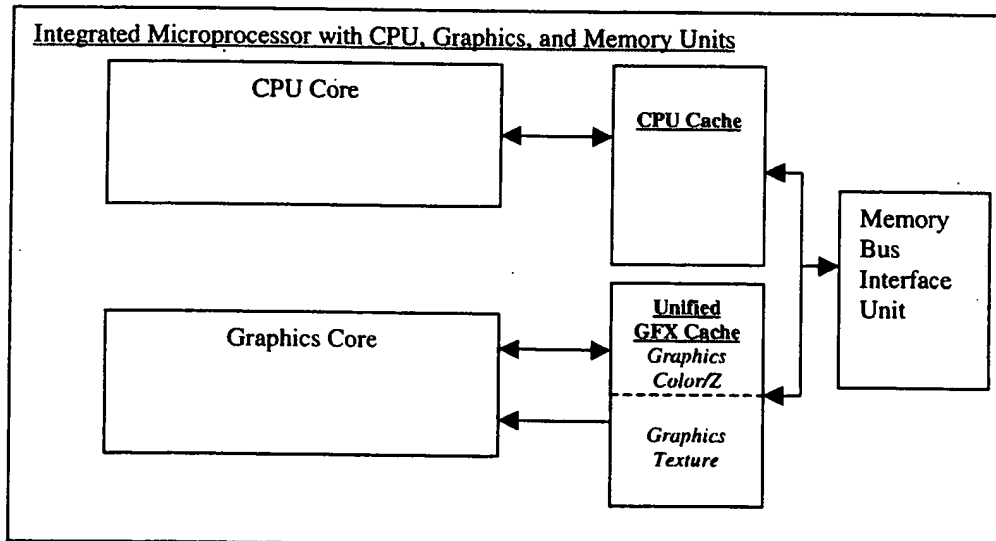 Integrated Microprocessor with CPU, Graphics, and Memory Units
CPU Core
CPU Cache
Memory
Bus
Interface
Unit
Graphics Core
Unified
GFX Cache
Graphics
Color/Z
Graphics
Texture